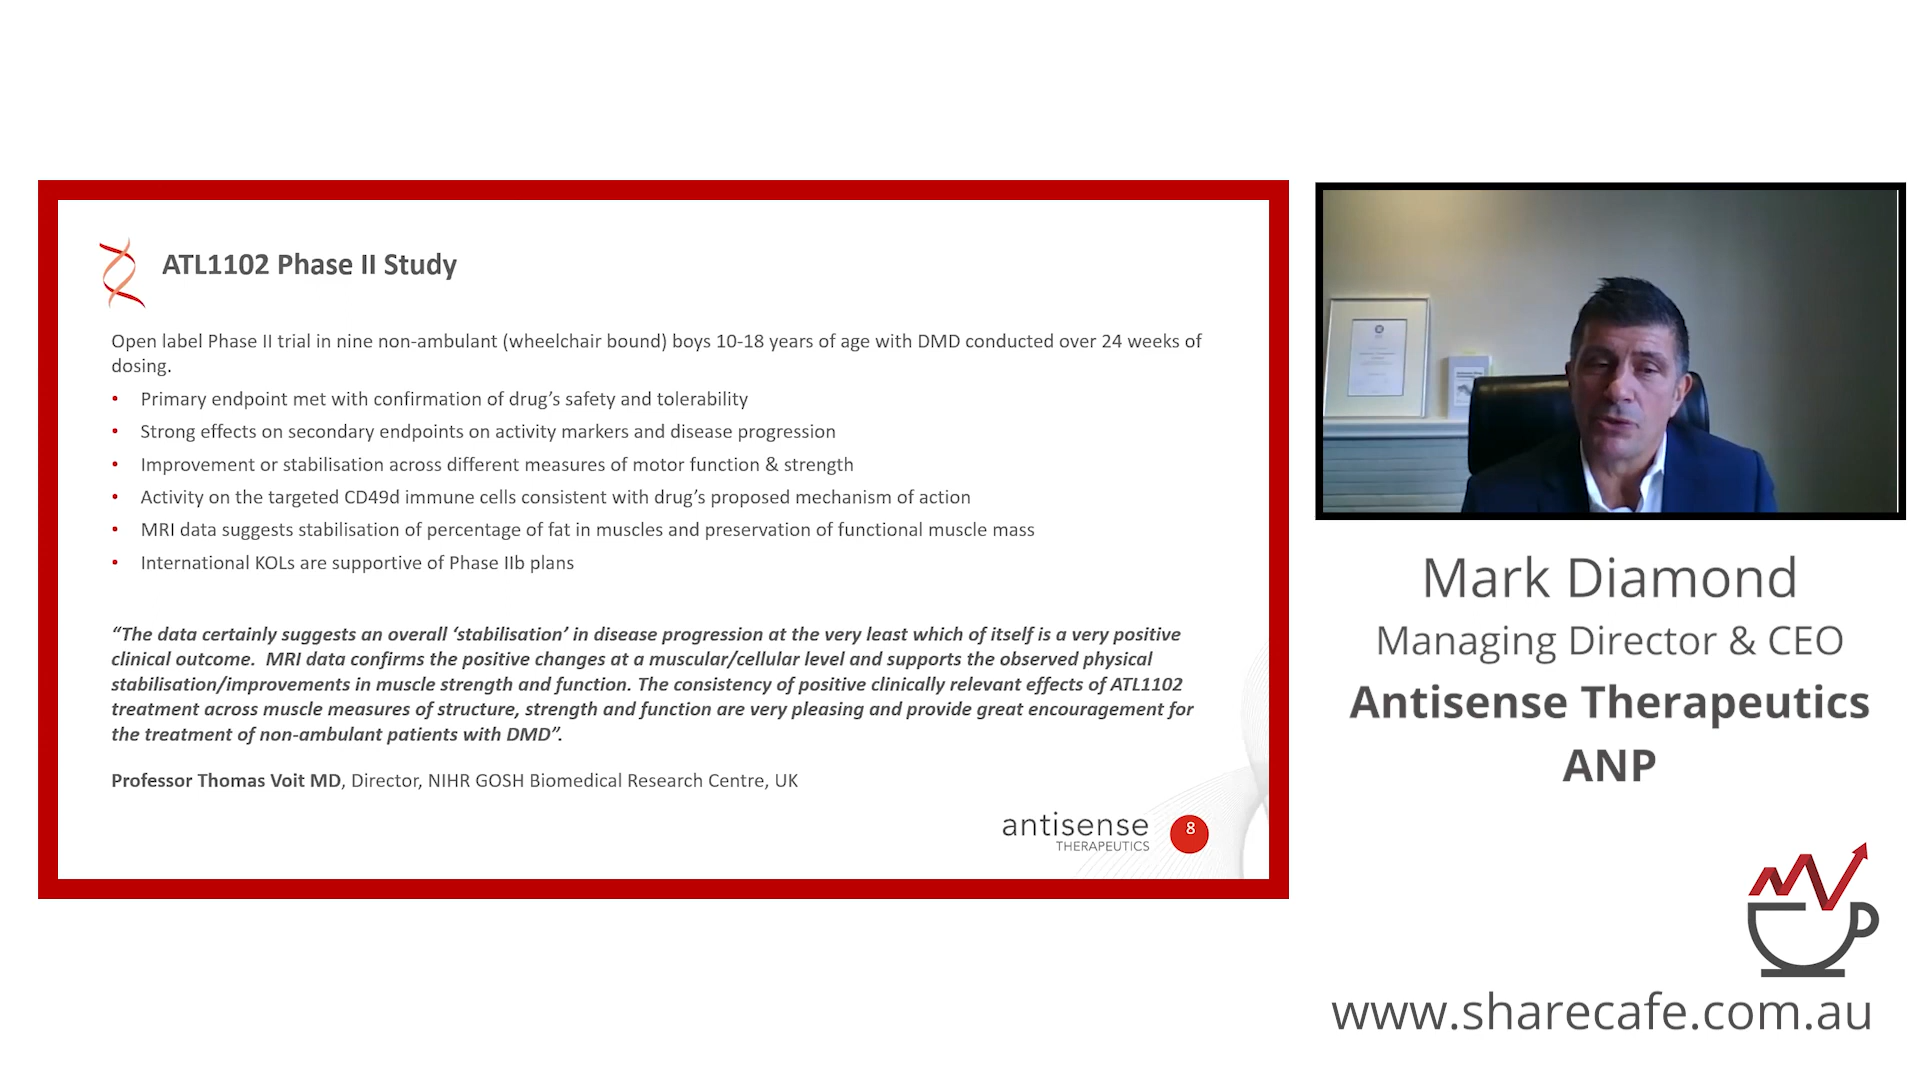 ATL1102 Phase II Study
Open label Phase II trial in nine non-ambulant (wheelchair bound) boys 10-18 years of age with DMD conducted over 24 weeks of
dosing.
• Primary endpoint met with confirmation of drug’s safety and tolerability
• Strong effects on secondary endpoints on activity markers and disease progression
• Improvement or stabilisation across different measures of motor function & strength
• Activity on the targeted CD49d immune cells consistent with drug’s proposed mechanism of action
• MRI data suggests stabilisation of percentage of fat in muscles and preservation of functional muscle mass
• International KOLs are supportive of Phase IIb plans
“The data certainly suggests an overall ‘stabilisation’ in disease progression at the very least which of itself is a very positive
clinical outcome.  MRI data confirms the positive changes at a muscular/cellular level and supports the observed physical
stabilisation/improvements in muscle strength and function. The consistency of positive clinically relevant effects of ATL1102
treatment across muscle measures of structure, strength and function are very pleasing and provide great encouragement for
the treatment of non-ambulant patients with DMD”.
Professor Thomas Voit MD, Director, NIHR GOSH Biomedical Research Centre, UK
antisense
THERAPEUTICS
8
Mark Diamond
Managing Director & CEO
Antisense Therapeutics
ANP
www.sharecafe.com.au